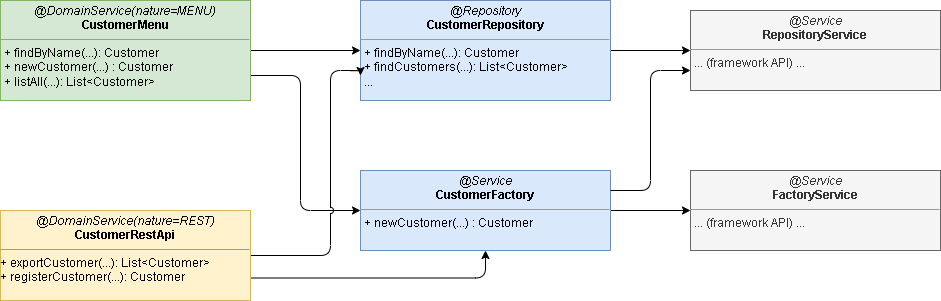 @DomainService(nature=MENU)
CustomerMenu
+ findByName(...): Customer
+ newCustomer(...) : Customer
+ listAll(...): List<Customer>
@Repository
CustomerRepository
+ findByName(...): Customer
+ findCustomers(...): List<Customer>
...
@Service
RepositoryService
... (framework API) ...
@DomainService(nature=REST)
CustomerRestApi
+ exportCustomer(...): List<Customer>
+ registerCustomer(...): Customer
@Service
CustomerFactory
+ newCustomer(...) : Customer
@Service
FactoryService
... (framework API) ...